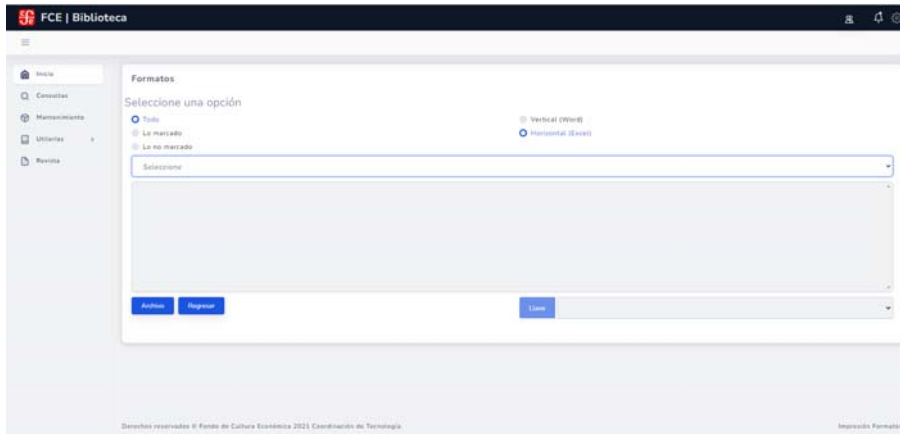 FCE | Biblioteca
Inicio
Consultas
Mantenimiento
Utilerías
Revista
Formatos
Seleccione una opción
Todo
Lo marcado
Lo no marcado
Vertical (Word)
Horizontal (Excel)
Seleccione
Archivo
Regresar
Llave
Derechos reservados © Fondo de Cultura Económica 2021 Coordinación de Tecnología
Impresión Formatos